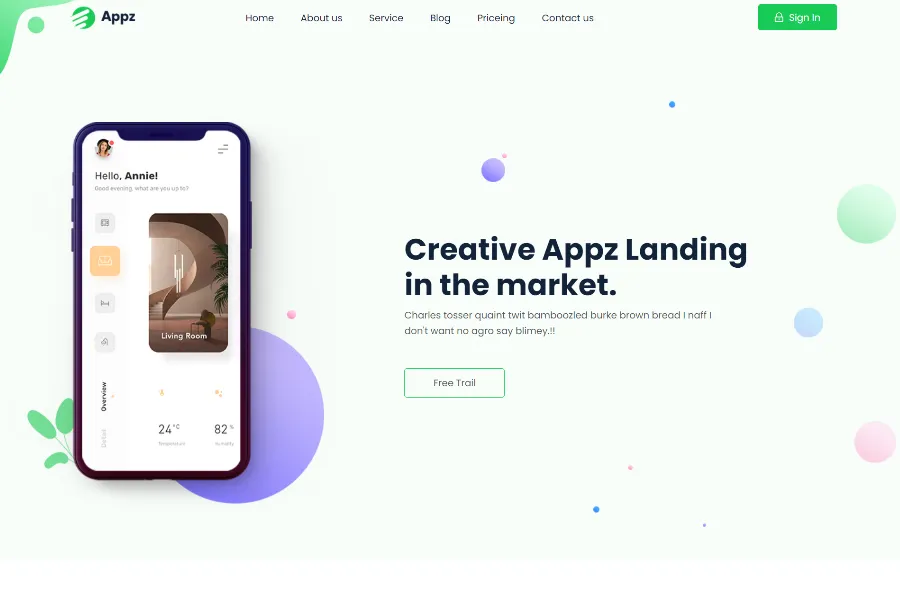 Appz
Home
About us
Service
Blog
Priceing
Contact us
Sign In
Hello, Annie!
Good evening, what are you up to?
Living Room
Overview
Detail
24 °C
Temperature
82 %
Humidity
Creative Appz Landing
in the market.
Charles tosser quaint twit bamboozled burke brown bread I naff I
don't want no agro say blimey.!!
Free Trail